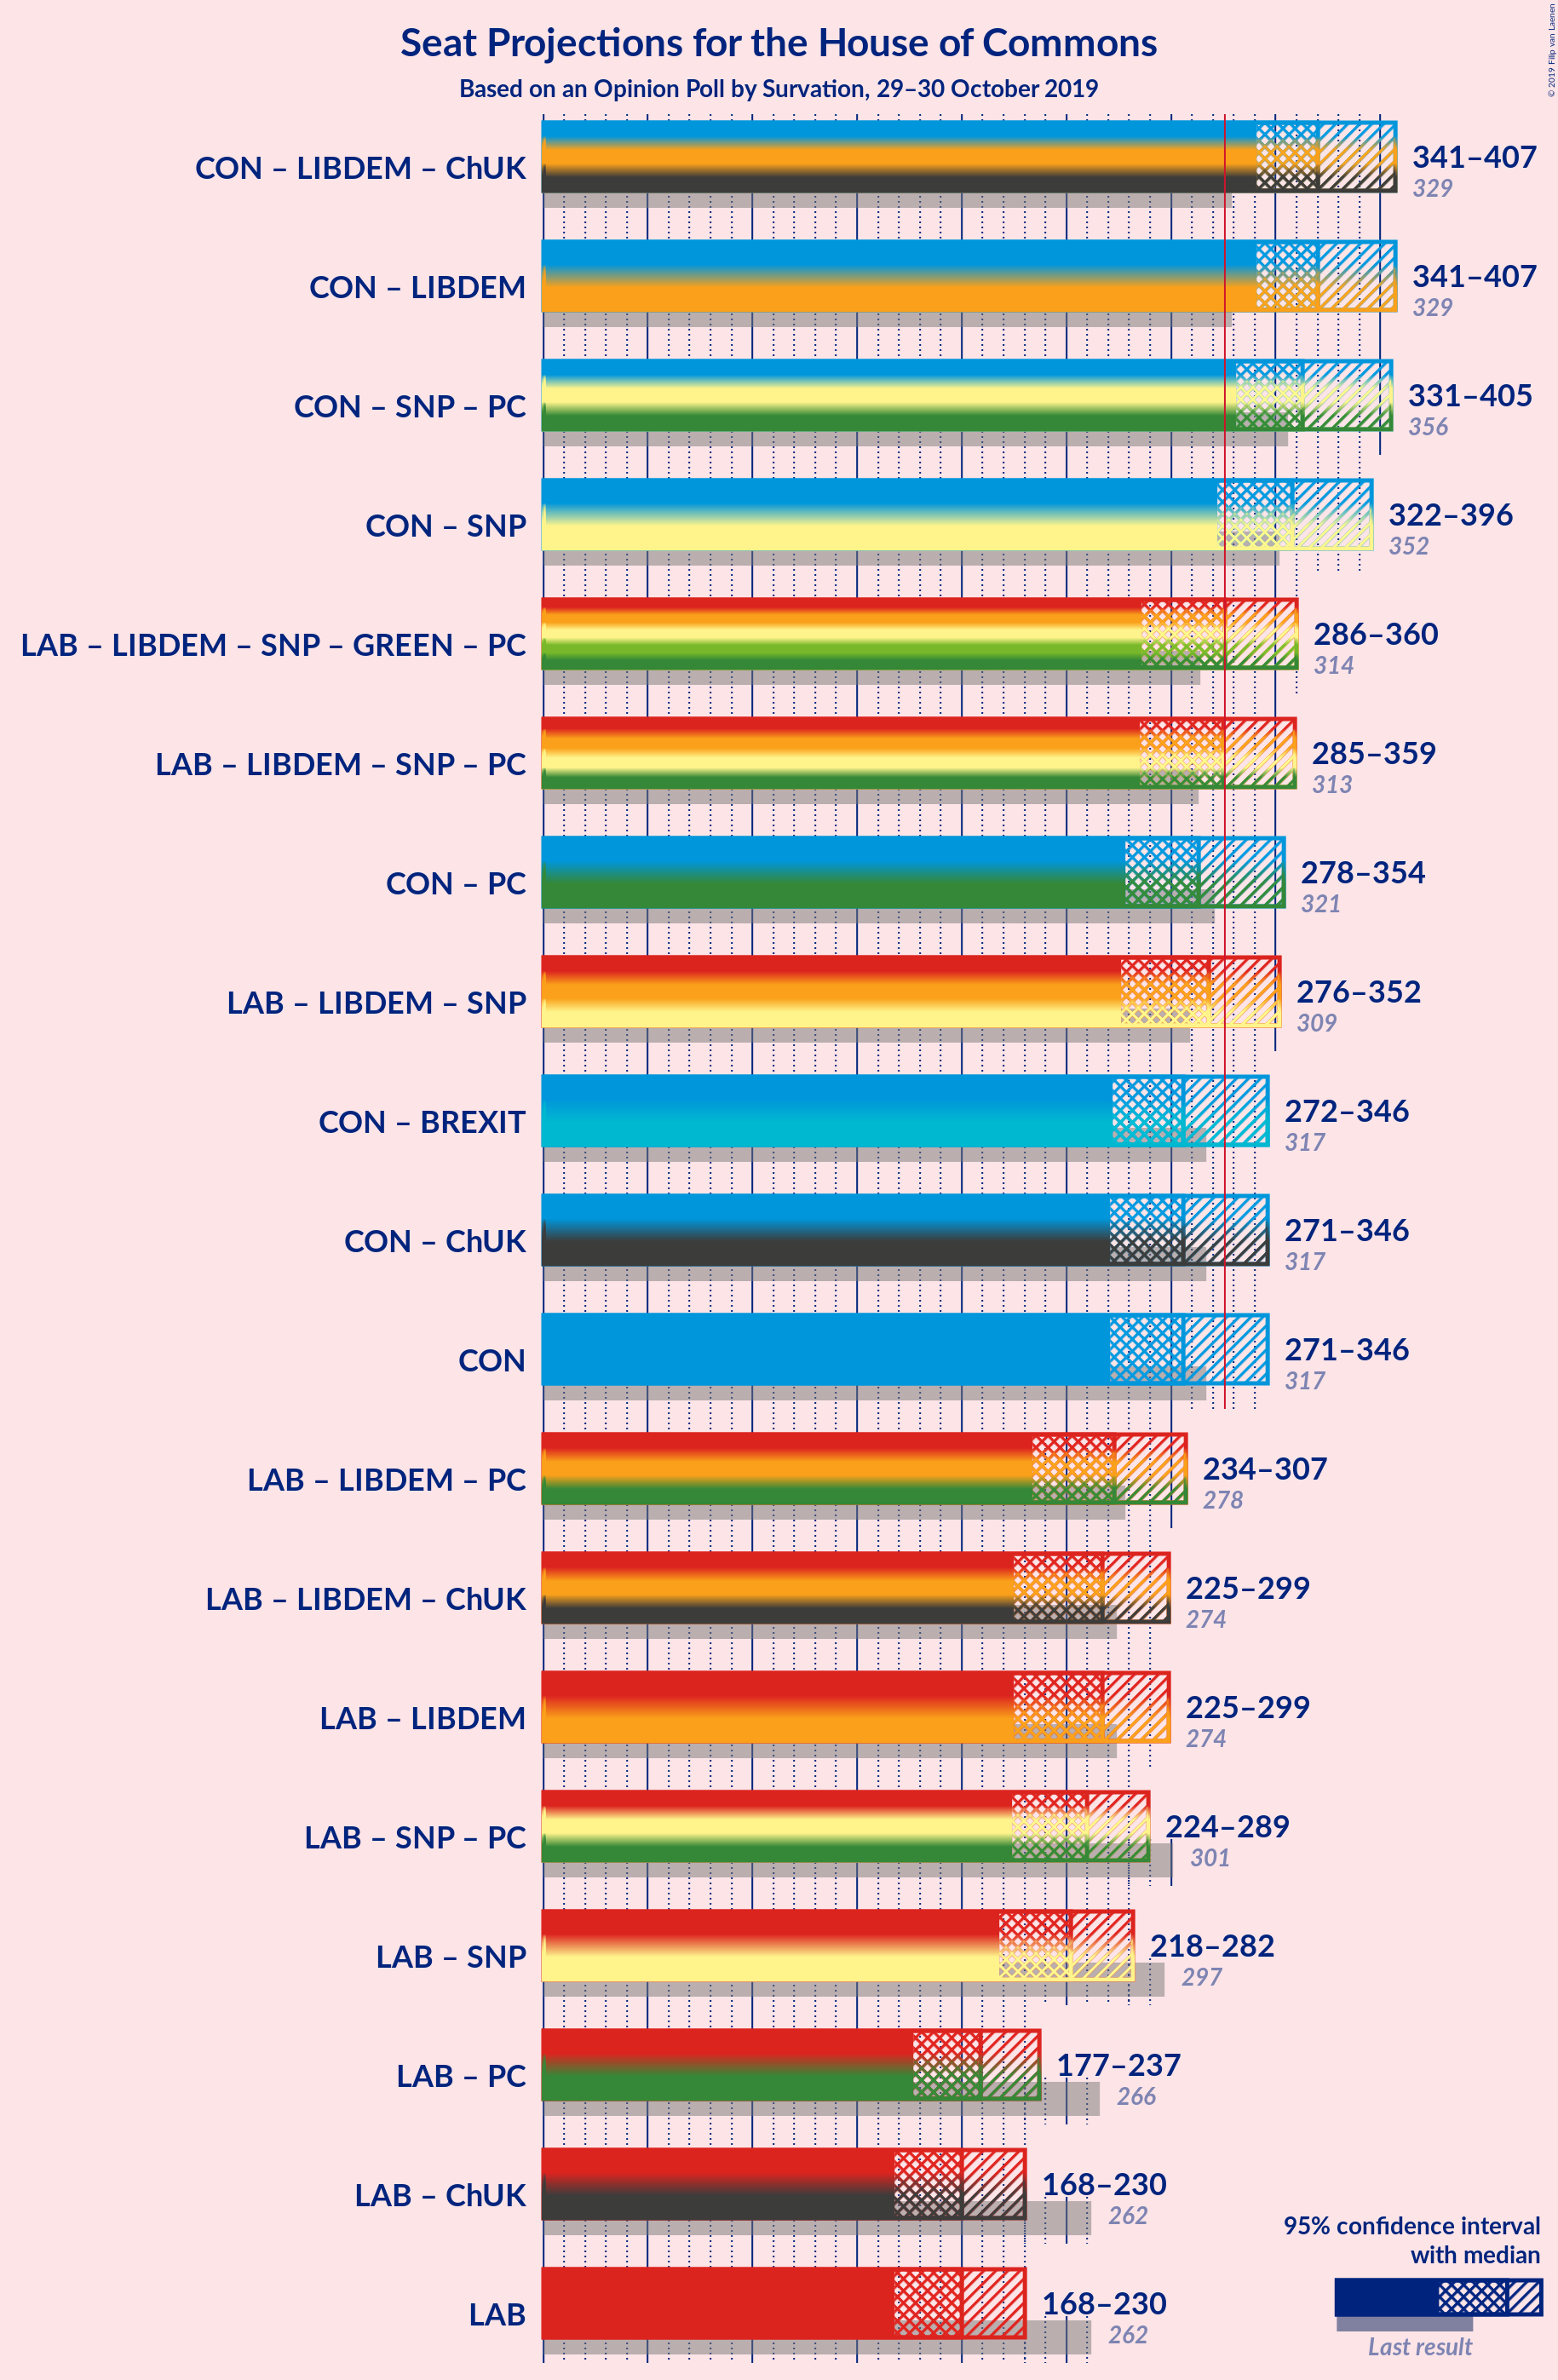 Seat Projections for the House of Commons
Based on an Opinion Poll by Survation, 29–30 October 2019
© 2019 Filip van Laenen
CON – LIBDEM – ChUK
341–407
329
CON – LIBDEM
341–407
329
CON – SNP – PC
331–405
356
CON – SNP
322–396
352
LAB – LIBDEM – SNP – GREEN – PC
286–360
314
LAB – LIBDEM – SNP – PC
285–359
313
CON – PC
278–354
321
LAB – LIBDEM – SNP
276–352
309
CON – BREXIT
272–346
317
CON – ChUK
271–346
317
CON
271–346
317
LAB – LIBDEM – PC
234–307
278
LAB – LIBDEM – ChUK
225–299
274
LAB – LIBDEM
225–299
274
LAB – SNP – PC
224–289
301
LAB – SNP
218–282
297
LAB – PC
177–237
266
LAB – ChUK
168–230
262
LAB
168–230
262
95% confidence interval
with median
Last result